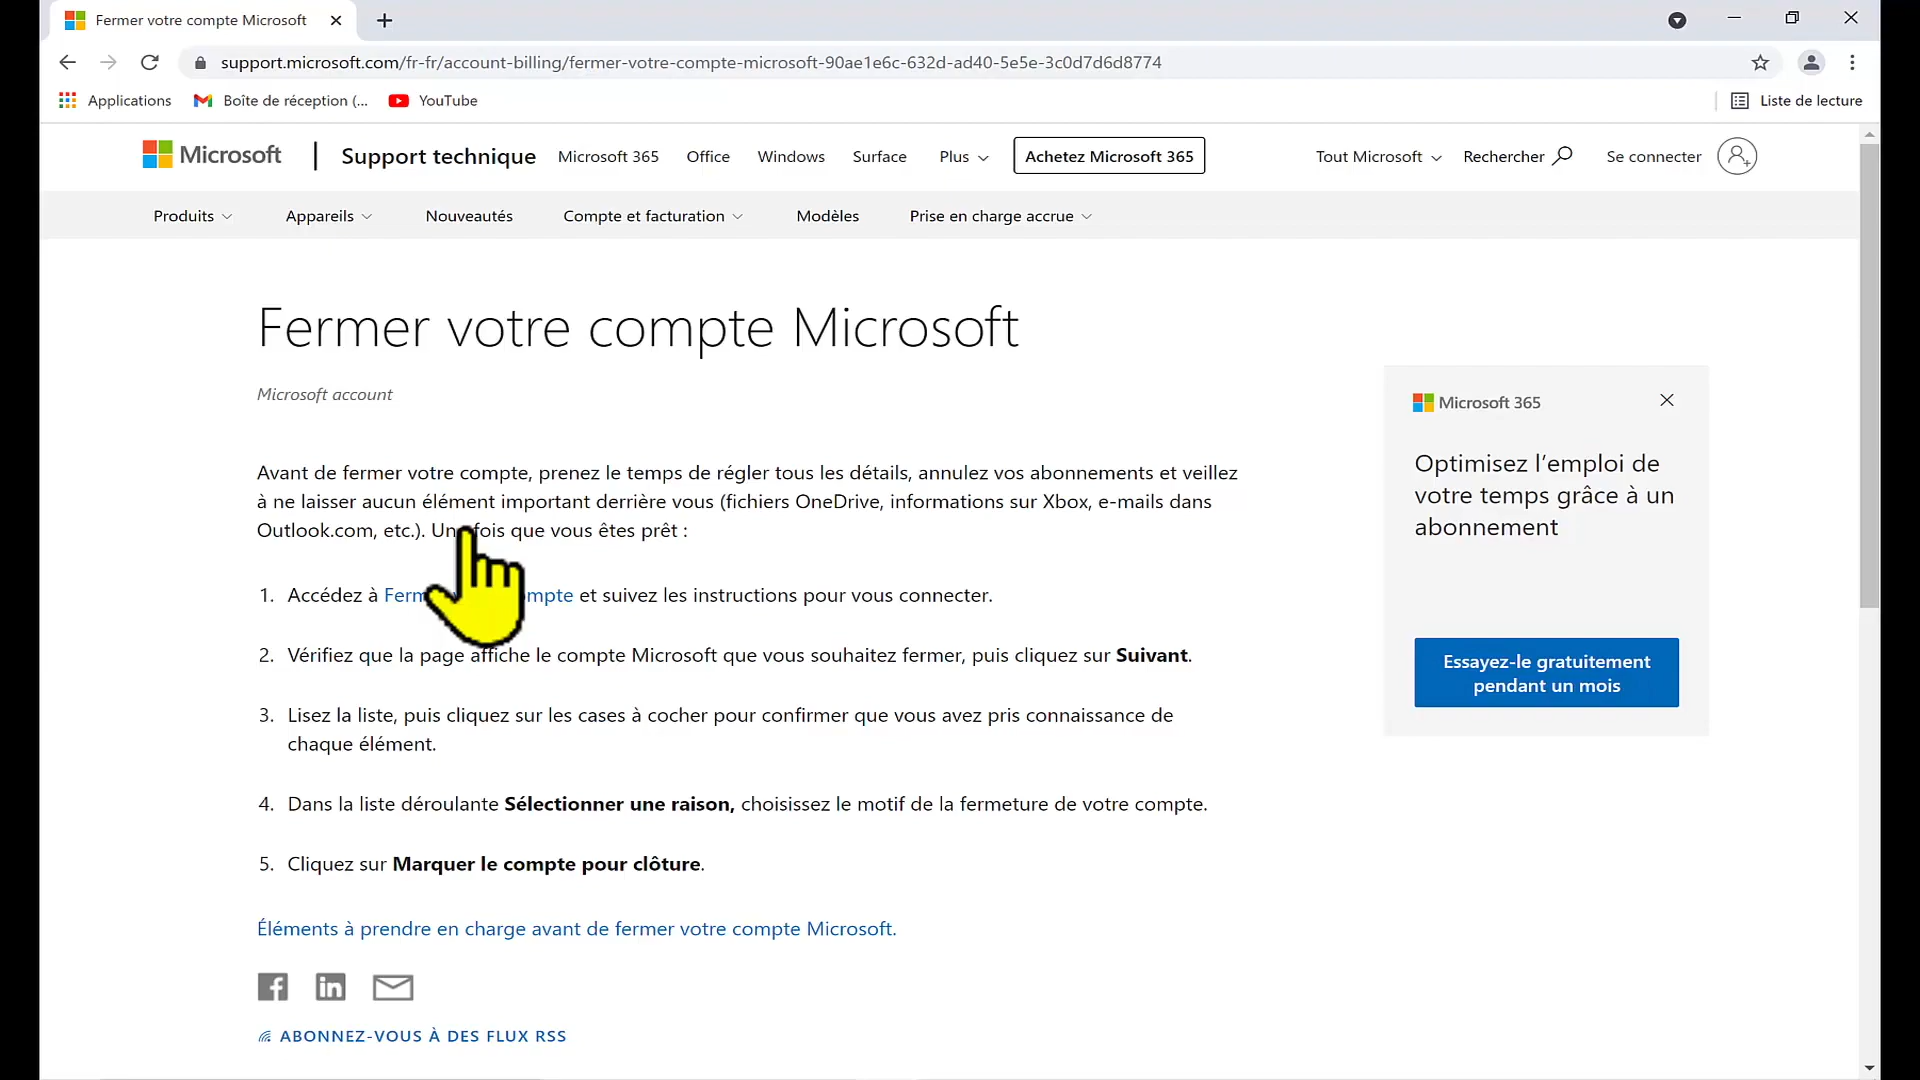 Fermer votre compte Microsoft
support.microsoft.com/fr-fr/account-billing/fermer-votre-compte-microsoft-90ae1e6c-632d-ad40-5e5e-3c0d7d6d8774
Applications Boîte de réception (... YouTube Liste de lecture
Microsoft | Support technique Microsoft 365 Office Windows Surface Plus Achetez Microsoft 365 Tout Microsoft Rechercher Se connecter
Produits Appareils Nouveautés Compte et facturation Modèles Prise en charge accrue
Fermer votre compte Microsoft
Microsoft account
Avant de fermer votre compte, prenez le temps de régler tous les détails, annulez vos abonnements et veillez
à ne laisser aucun élément important derrière vous (fichiers OneDrive, informations sur Xbox, e-mails dans
Outlook.com, etc.). Une fois que vous êtes prêt :
1. Accédez à et suivez les instructions pour vous connecter.
2. Vérifiez que la page affiche le compte Microsoft que vous souhaitez fermer, puis cliquez sur Suivant.
3. Lisez la liste, puis cliquez sur les cases à cocher pour confirmer que vous avez pris connaissance de
chaque élément.
4. Dans la liste déroulante Sélectionner une raison, choisissez le motif de la fermeture de votre compte.
5. Cliquez sur Marquer le compte pour clôture.
Éléments à prendre en charge avant de fermer votre compte Microsoft.
ABONNEZ-VOUS À DES FLUX RSS
Microsoft 365
Optimisez l'emploi de
votre temps grâce à un
abonnement
Essayez-le gratuitement
pendant un mois